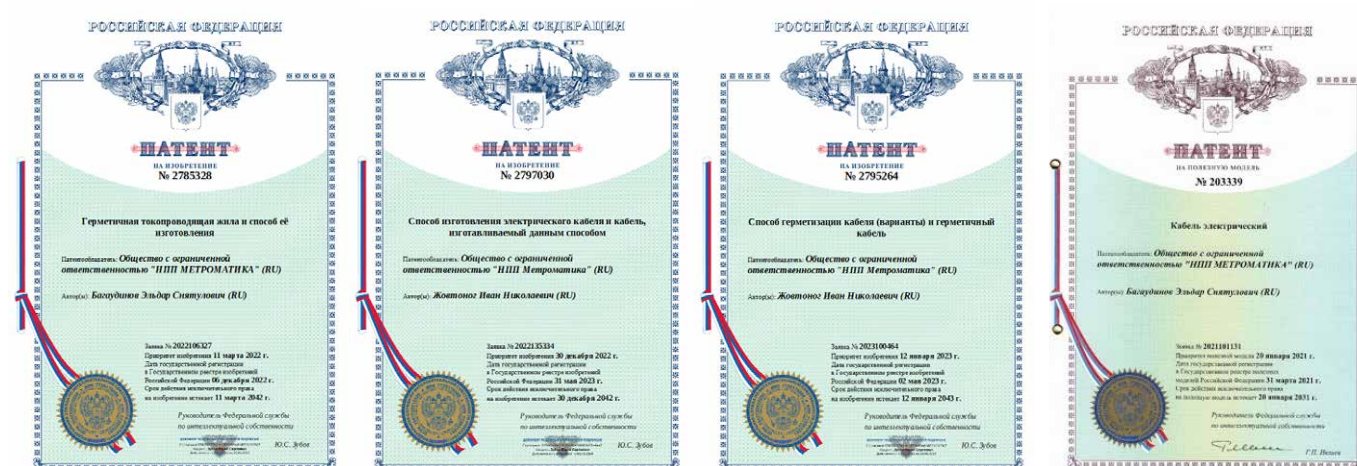 РОССИЙСКАЯ ФЕДЕРАЦИЯ
ПАТЕНТ
НА ИЗОБРЕТЕНИЕ
№ 2785328
Герметичная токопроводящая жила и способ её
изготовления
Патентообладатель: Общество с ограниченной
ответственностью "НПП МЕТРОМАТИКА" (RU)
Автор(ы): Багаудинов Эльдар Сиятулович (RU)
Заявка № 2022106327
Приоритет изобретения 11 марта 2022 г.
Дата государственной регистрации
в Государственном реестре изобретений
Российской Федерации 06 декабря 2022 г.
Срок действия исключительного права
на изобретение истекает 11 марта 2042 г.
Руководитель Федеральной службы
по интеллектуальной собственности
Ю.С. Зубов
РОССИЙСКАЯ ФЕДЕРАЦИЯ
ПАТЕНТ
НА ИЗОБРЕТЕНИЕ
№ 2797030
Способ изготовления электрического кабеля и кабель,
изготавливаемый данным способом
Патентообладатель: Общество с ограниченной
ответственностью "НПП Метроматика" (RU)
Автор(ы): Жовтоног Иван Николаевич (RU)
Заявка № 2022135334
Приоритет изобретения 30 декабря 2022 г.
Дата государственной регистрации
в Государственном реестре изобретений
Российской Федерации 31 мая 2023 г.
Срок действия исключительного права
на изобретение истекает 30 декабря 2042 г.
Руководитель Федеральной службы
по интеллектуальной собственности
Ю.С. Зубов
РОССИЙСКАЯ ФЕДЕРАЦИЯ
ПАТЕНТ
НА ИЗОБРЕТЕНИЕ
№ 2795264
Способ герметизации кабеля (варианты) и герметичный
кабель
Патентообладатель: Общество с ограниченной
ответственностью "НПП Метроматика" (RU)
Автор(ы): Жовтоног Иван Николаевич (RU)
Заявка № 2023100464
Приоритет изобретения 12 января 2023 г.
Дата государственной регистрации
в Государственном реестре изобретений
Российской Федерации 02 мая 2023 г.
Срок действия исключительного права
на изобретение истекает 12 января 2043 г.
Руководитель Федеральной службы
по интеллектуальной собственности
Ю.С. Зубов
РОССИЙСКАЯ ФЕДЕРАЦИЯ
ПАТЕНТ
НА ПОЛЕЗНУЮ МОДЕЛЬ
№ 203339
Кабель электрический
Патентообладатель: Общество с ограниченной
ответственностью "НПП МЕТРОМАТИКА" (RU)
Автор(ы): Багаудинов Эльдар Сиятулович (RU)
Заявка № 2021101131
Приоритет полезной модели 20 января 2021 г.
Дата государственной регистрации
в Государственном реестре полезных
моделей Российской Федерации 31 марта 2021 г.
Срок действия исключительного права
на полезную модель истекает 20 января 2031 г.
Руководитель Федеральной службы
по интеллектуальной собственности
Г.П. Ивлиев